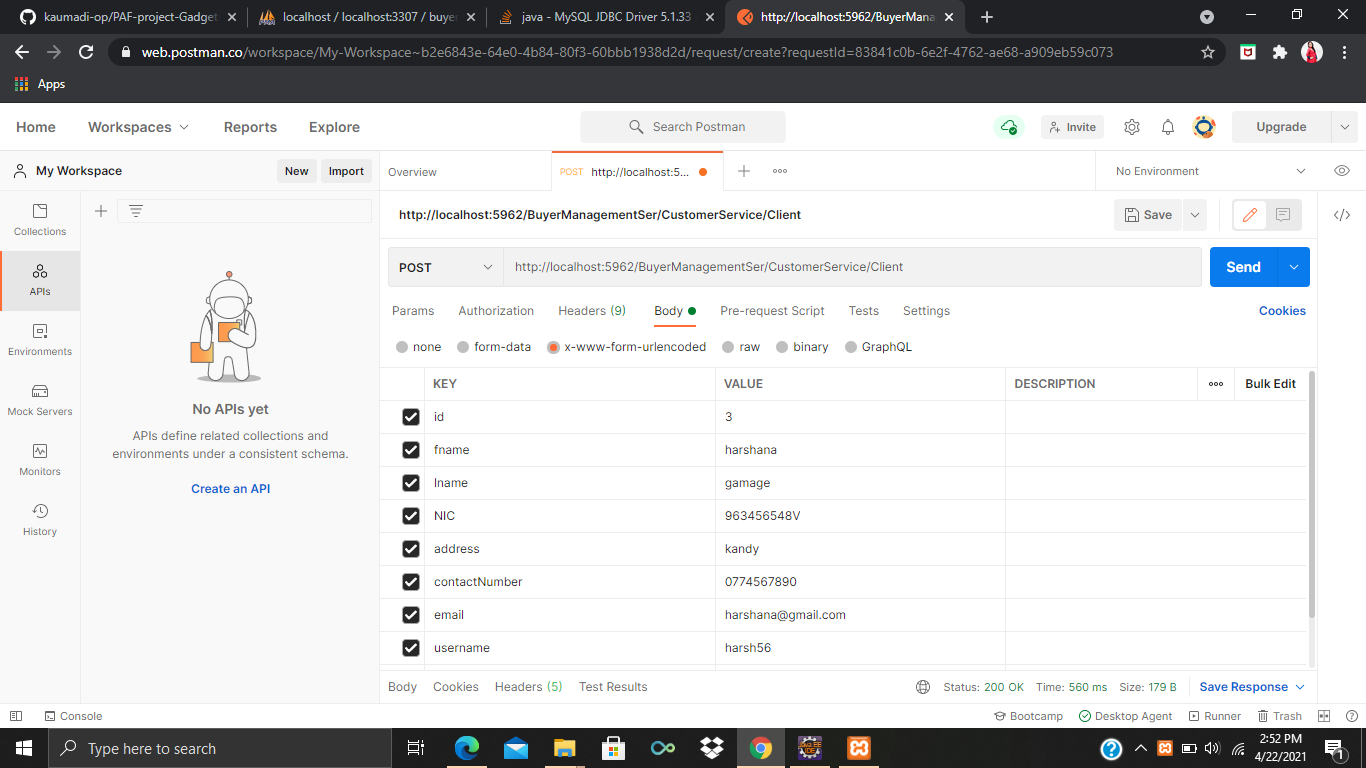 kaumadi-op/PAF-project-Gadget
localhost / localhost:3307 / buyer
java - MySQL JDBC Driver 5.1.33
http://localhost:5962/BuyerMana
web.postman.co/workspace/My-Workspace~b2e6843e-64e0-4b84-80f3-60bbb1938d2d/request/create?requestId=83841c0b-6e2f-4762-ae68-a909eb59c073
Apps
Home Workspaces Reports Explore Search Postman Invite Upgrade
My Workspace New Import
Overview POST http://localhost:5... No Environment
http://localhost:5962/BuyerManagementSer/CustomerService/Client Save
Collections
APIs
Environments
Mock Servers
Monitors
History
No APIs yet
APIs define related collections and
environments under a consistent schema.
Create an API
POST http://localhost:5962/BuyerManagementSer/CustomerService/Client Send
Params Authorization Headers (9) Body Pre-request Script Tests Settings Cookies
none form-data x-www-form-urlencoded raw binary GraphQL
KEY VALUE DESCRIPTION Bulk Edit
id 3
fname harshana
lname gamage
NIC 963456548V
address kandy
contactNumber 0774567890
email harshana@gmail.com
username harsh56
Body Cookies Headers (5) Test Results Status: 200 OK Time: 560 ms Size: 179 B Save Response
Console Bootcamp Desktop Agent Runner Trash
Type here to search
2:52 PM
4/22/2021
1